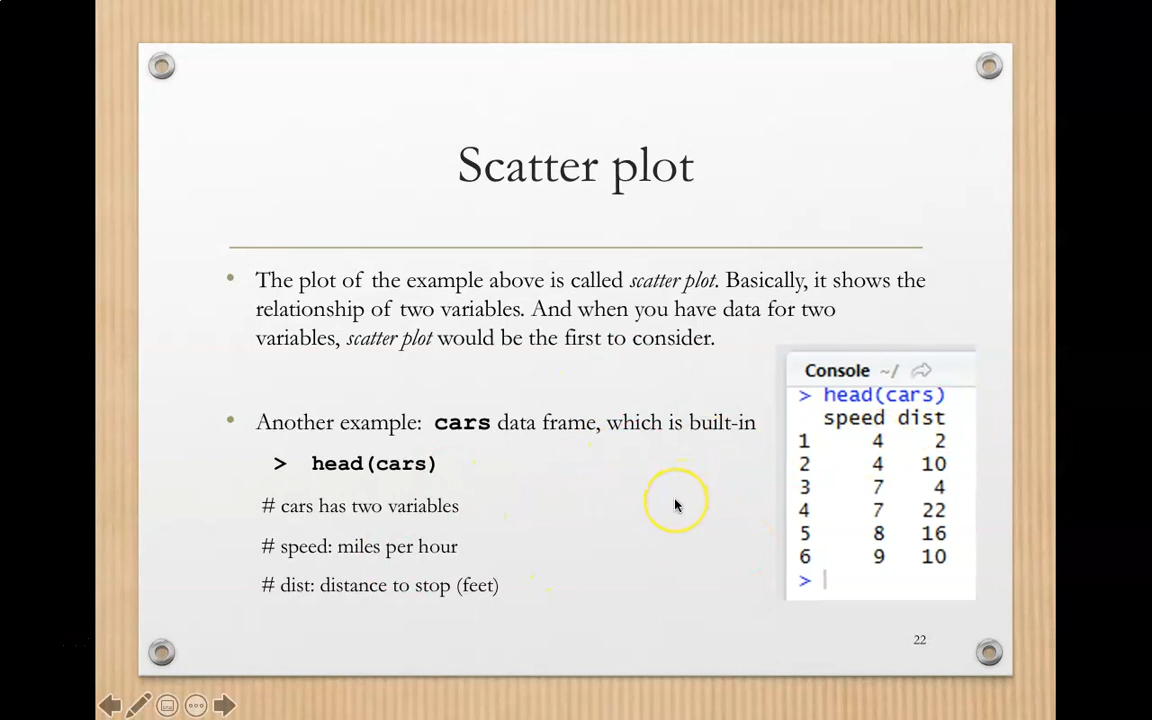 Scatter plot
The plot of the example above is called scatter plot. Basically, it shows the
relationship of two variables. And when you have data for two
variables, scatter plot would be the first to consider.
Another example: cars data frame, which is built-in
> head(cars)
# cars has two variables
# speed: miles per hour
# dist: distance to stop (feet)
Console ~/
> head(cars)
speed dist
1 4 2
2 4 10
3 7 4
4 7 22
5 8 16
6 9 10
>
22